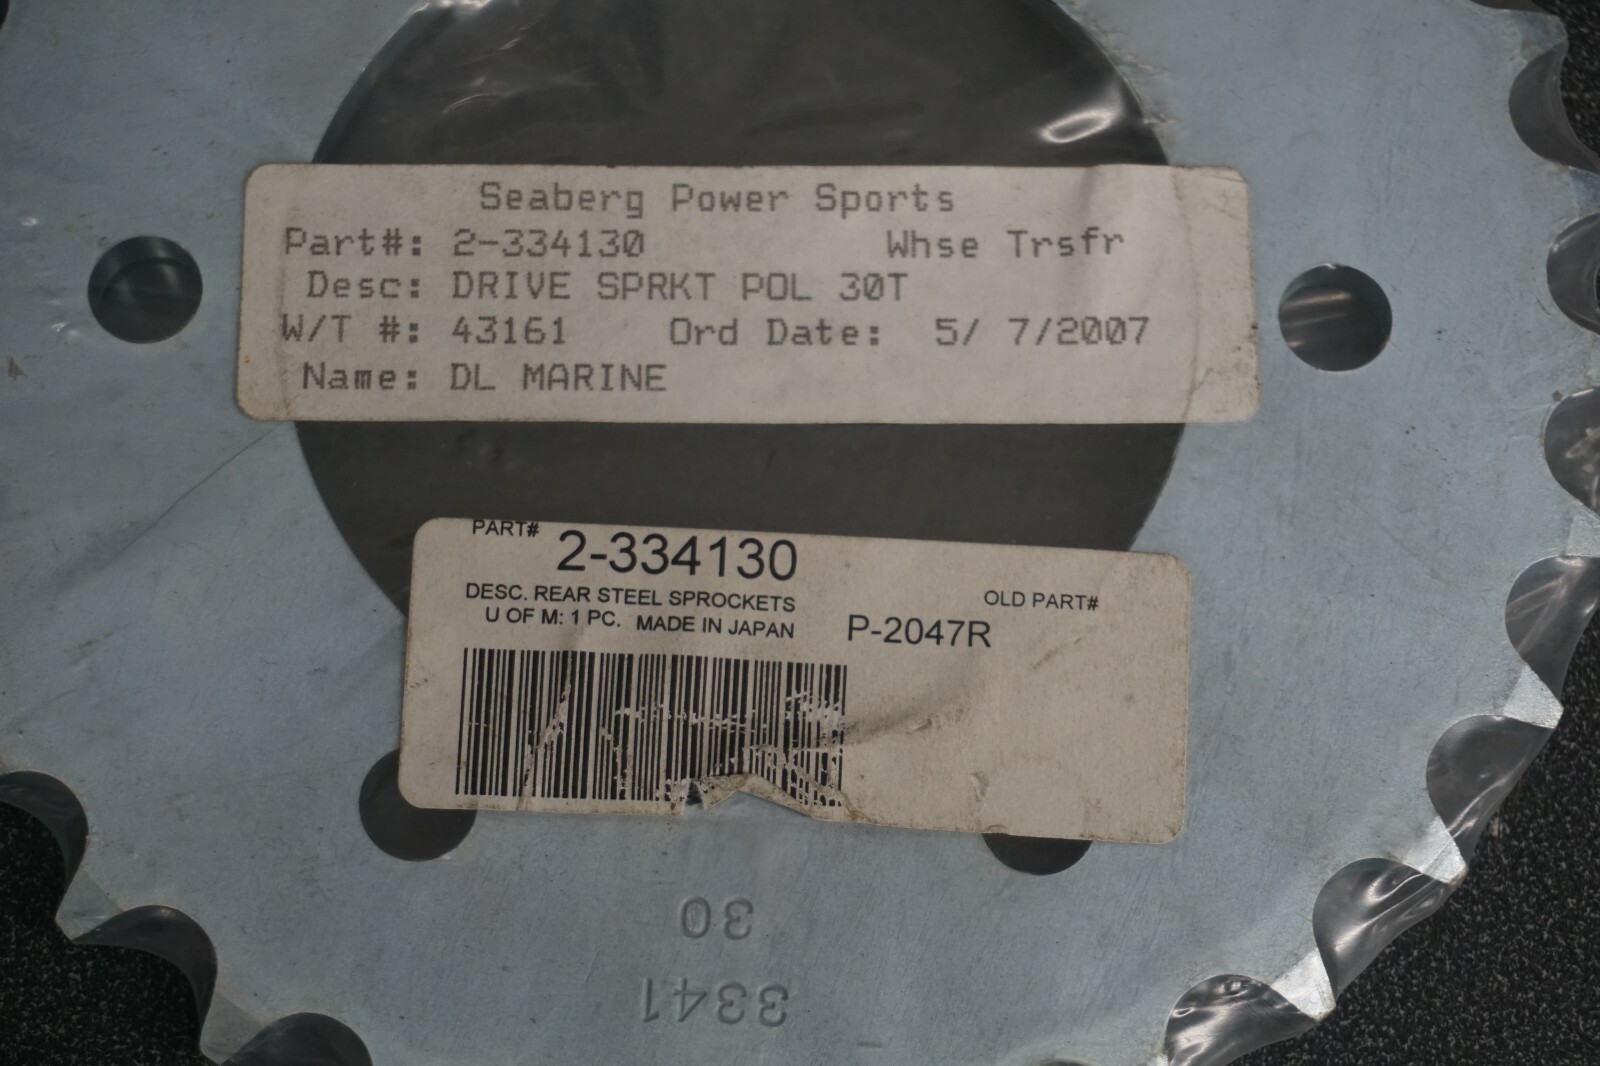 Seaberg Power Sports
Part#: 2-334130 Whse Trsfr
Desc: DRIVE SPRKT POL 30T
W/T #: 43161 Ord Date: 5/ 7/2007
Name: DL MARINE
PART# 2-334130
DESC. REAR STEEL SPROCKETS OLD PART#
U OF M: 1 PC. MADE IN JAPAN P-2047R
30
3341